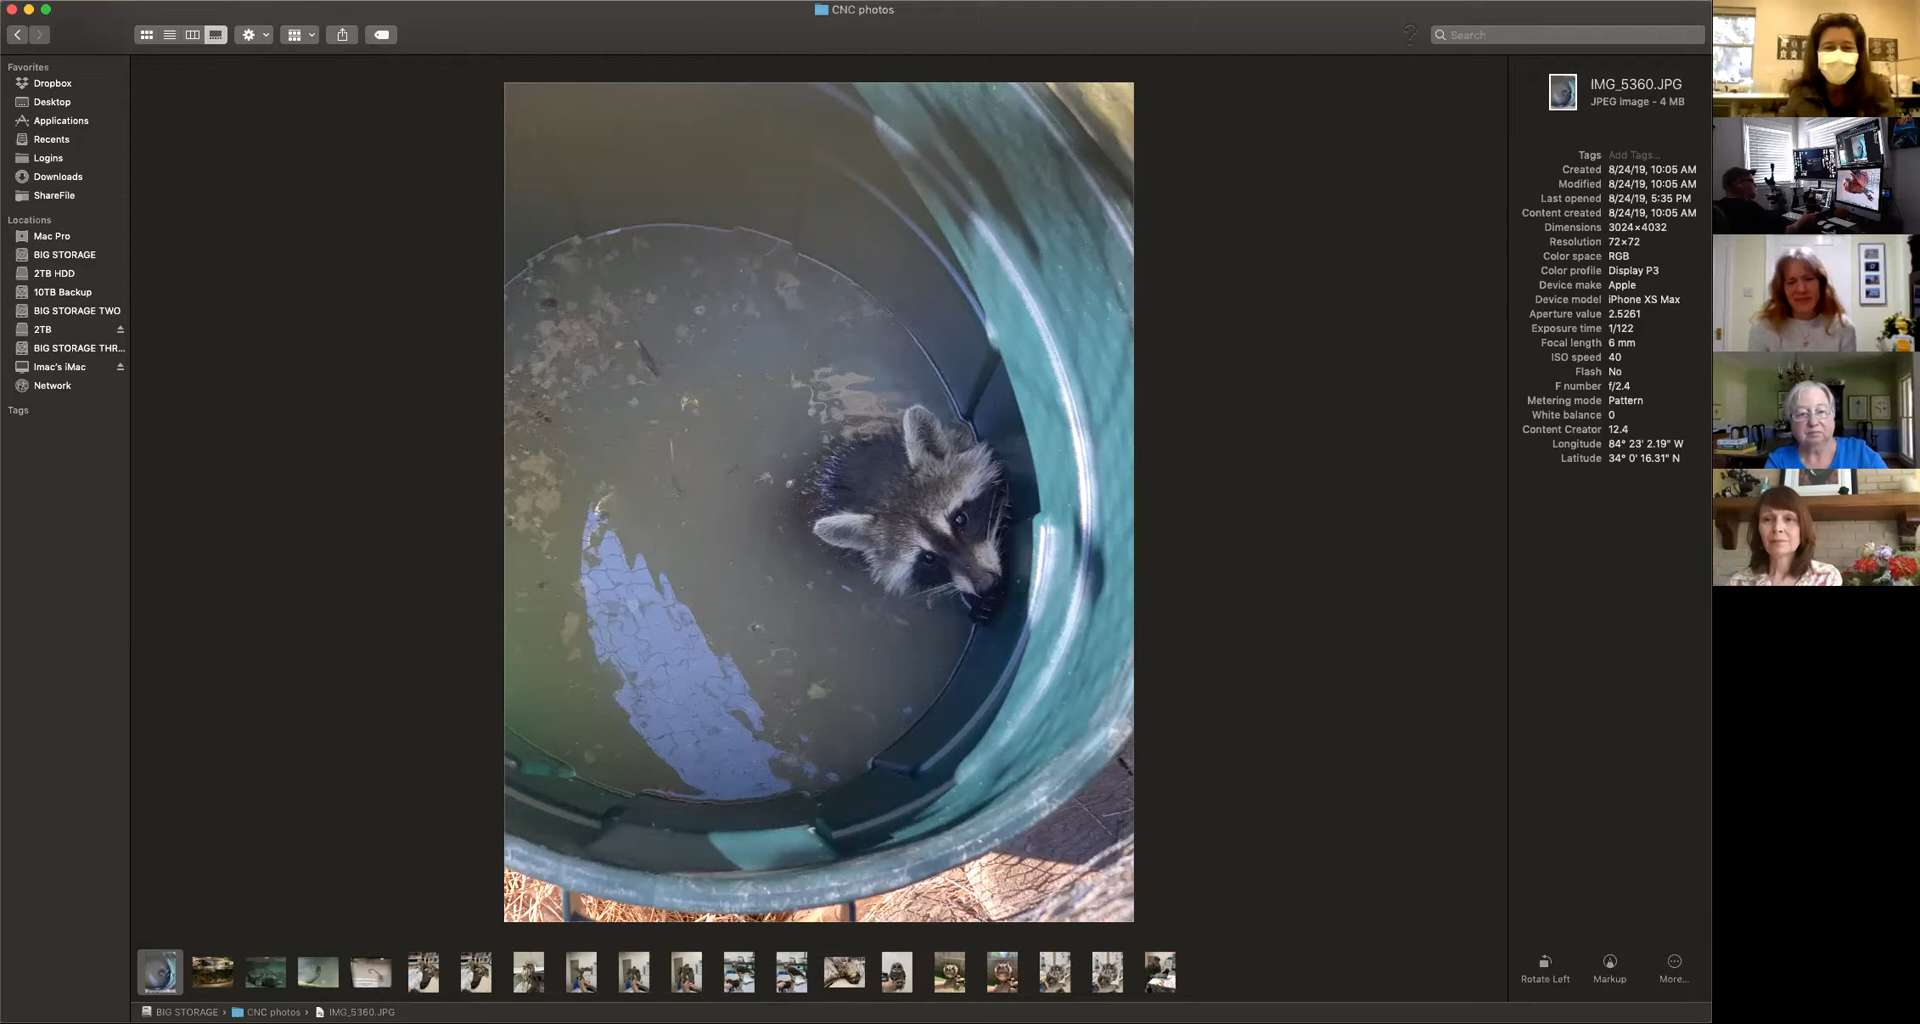 CNC photos
Search
Favorites
Dropbox
Desktop
Applications
Recents
Logins
Downloads
ShareFile
Locations
Mac Pro
BIG STORAGE
2TB HDD
10TB Backup
BIG STORAGE TWO
2TB
BIG STORAGE THR...
Imac's iMac
Network
Tags
IMG_5360.JPG
JPEG image - 4 MB
Tags Add Tags...
Created 8/24/19, 10:05 AM
Modified 8/24/19, 10:05 AM
Last opened 8/24/19, 5:35 PM
Content created 8/24/19, 10:05 AM
Dimensions 3024×4032
Resolution 72×72
Color space RGB
Color profile Display P3
Device make Apple
Device model iPhone XS Max
Aperture value 2.5261
Exposure time 1/122
Focal length 6 mm
ISO speed 40
Flash No
F number f/2.4
Metering mode Pattern
White balance 0
Content Creator 12.4
Longitude 84° 23' 2.19" W
Latitude 34° 0' 16.31" N
Rotate Left Markup More...
BIG STORAGE › CNC photos › IMG_5360.JPG